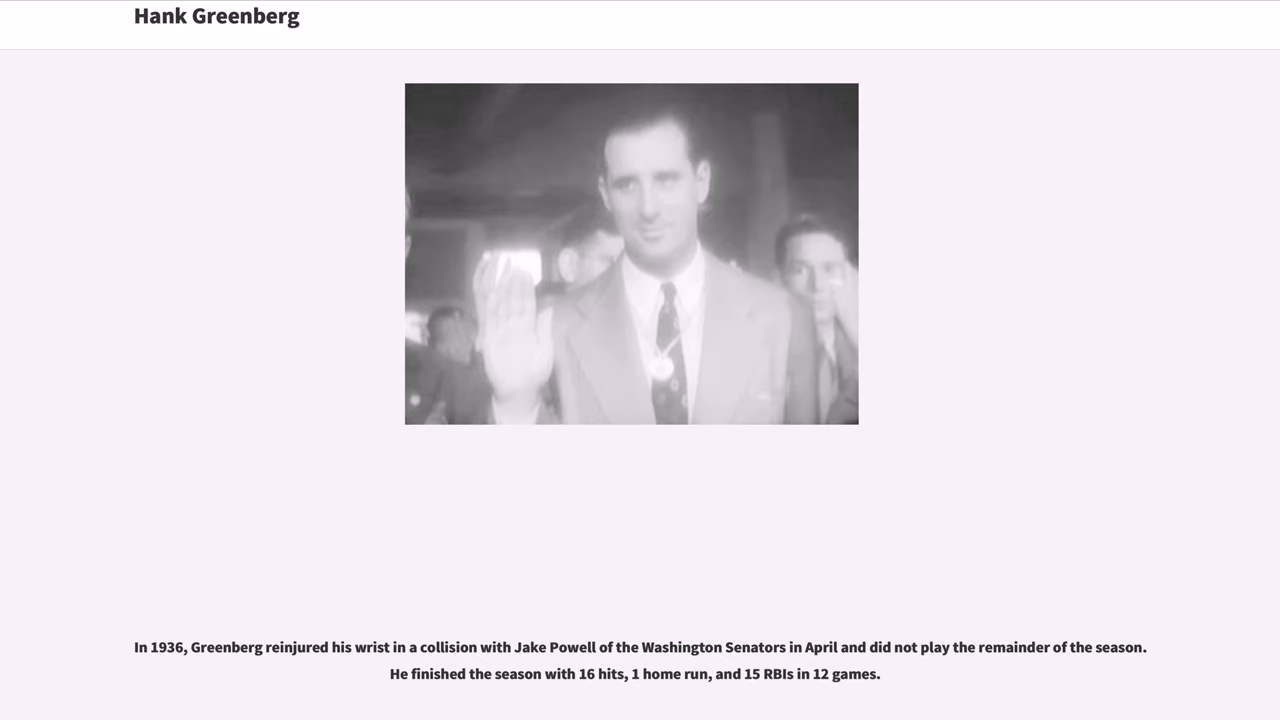 Hank Greenberg
In 1936, Greenberg reinjured his wrist in a collision with Jake Powell of the Washington Senators in April and did not play the remainder of the season.
He finished the season with 16 hits, 1 home run, and 15 RBIs in 12 games.